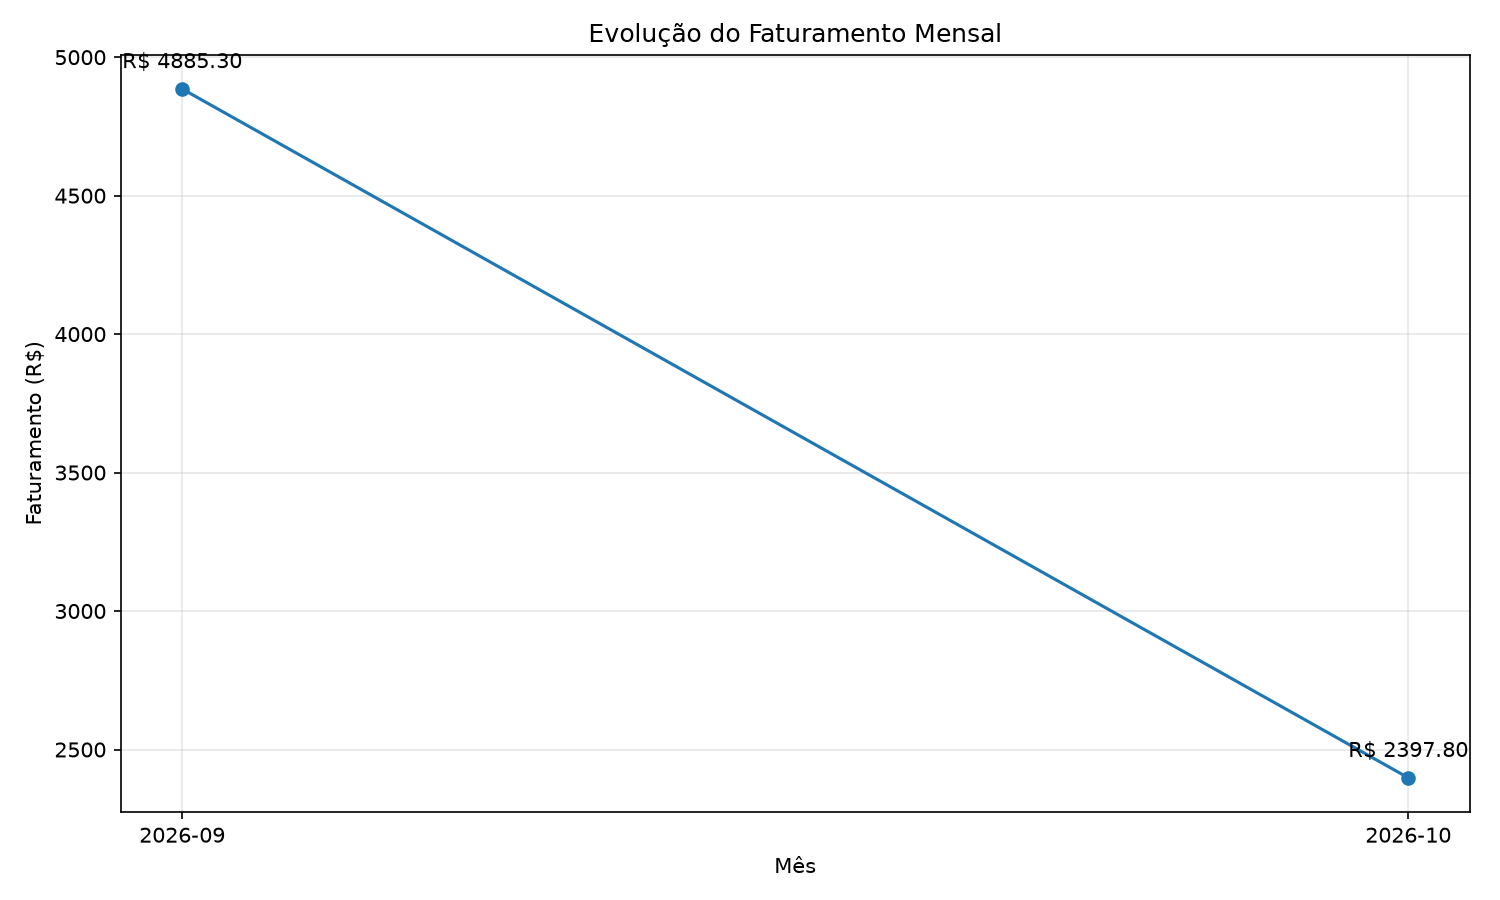 Evolução do Faturamento Mensal
5000
R$ 4885.30
4500
4000
3500
3000
2500
R$ 2397.80
Faturamento (R$)
2026-09
2026-10
Mês